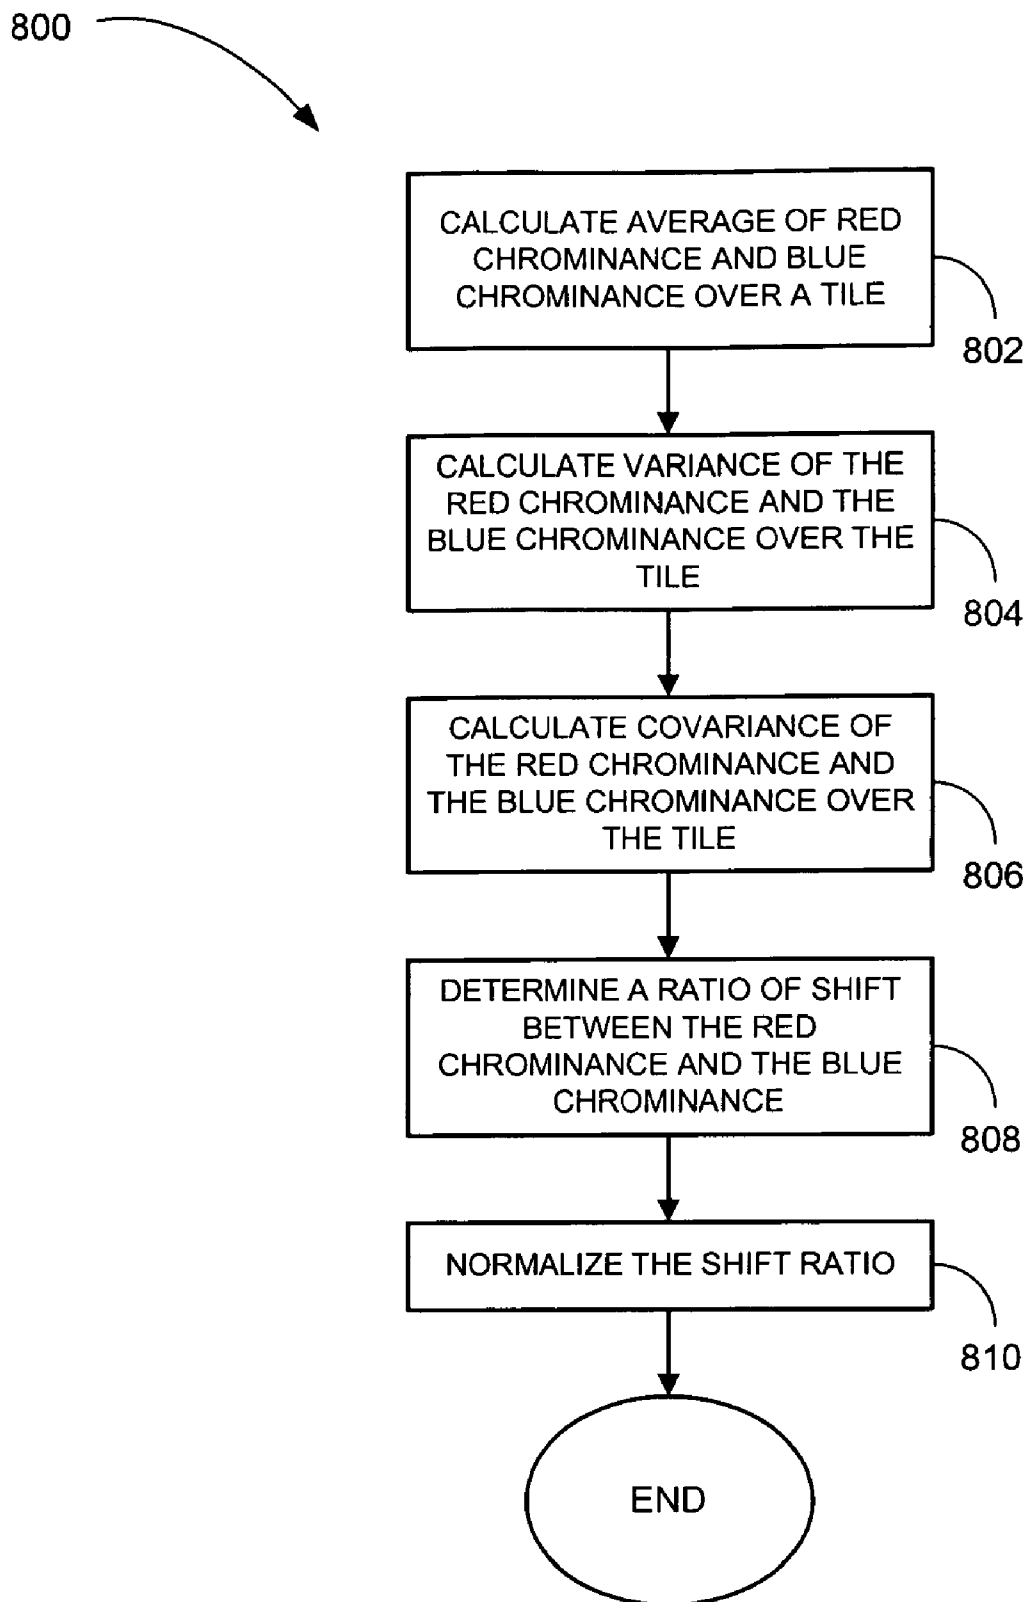 800
CALCULATE AVERAGE OF RED
CHROMINANCE AND BLUE
CHROMINANCE OVER A TILE
802
CALCULATE VARIANCE OF THE
RED CHROMINANCE AND THE
BLUE CHROMINANCE OVER THE
TILE
804
CALCULATE COVARIANCE OF
THE RED CHROMINANCE AND
THE BLUE CHROMINANCE OVER
THE TILE
806
DETERMINE A RATIO OF SHIFT
BETWEEN THE RED
CHROMINANCE AND THE BLUE
CHROMINANCE
808
NORMALIZE THE SHIFT RATIO
810
END